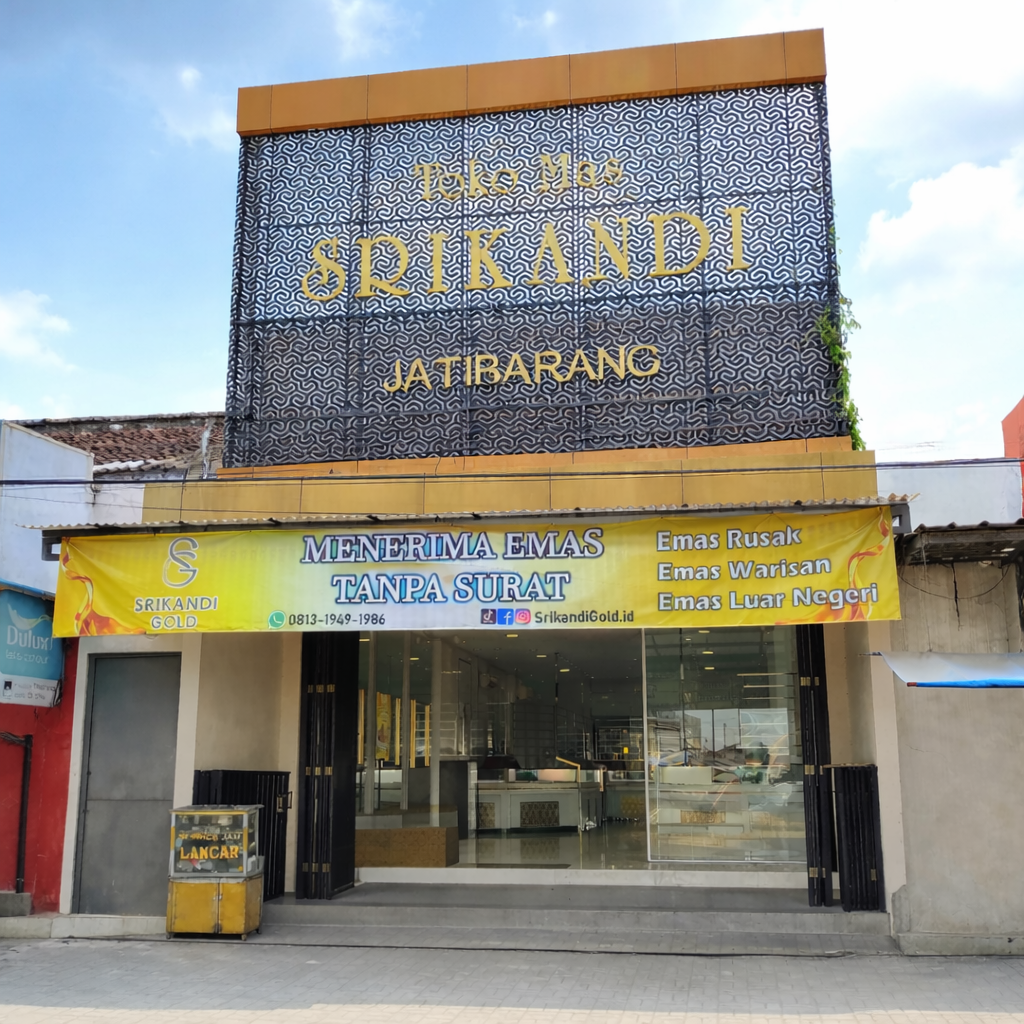 Toko Mas
SRIKANDI
JATIBARANG
SG
SRIKANDI
GOLD
MENERIMA EMAS
TANPA SURAT
0813-1949-1986
SrikandiGold.id
Emas Rusak
Emas Warisan
Emas Luar Negeri
Dulux
LANCAR